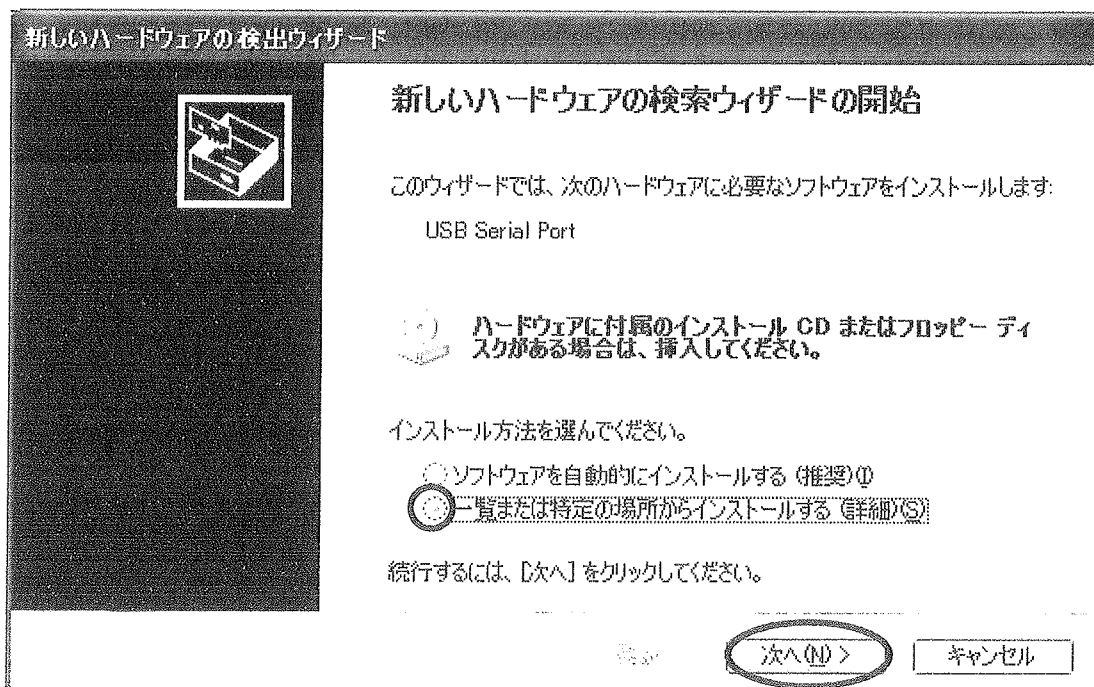 新しいハードウェアの検出ウィザード
新しいハードウェアの検索ウィザードの開始
このウィザードでは、次のハードウェアに必要なソフトウェアをインストールします:
USB Serial Port
ハードウェアに付属のインストール CD またはフロッピー ディ
スクがある場合は、挿入してください。
インストール方法を選んでください。
ソフトウェアを自動的にインストールする (推奨)(I)
一覧または特定の場所からインストールする (詳細)(S)
続行するには、[次へ] をクリックしてください。
次へ(N) >
キャンセル